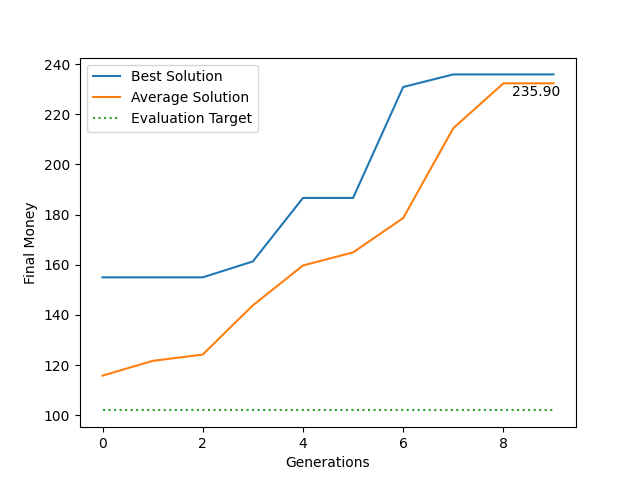 240
220
200
180
160
140
120
100
Final Money
Best Solution
Average Solution
Evaluation Target
235.90
0 2 4 6 8
Generations